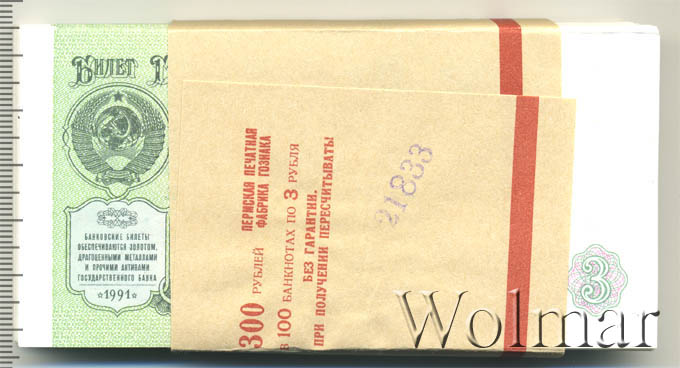 БИЛЕТ
БАНКОВСКИЕ БИЛЕТЫ
ОБЕСПЕЧИВАЮТСЯ ЗОЛОТОМ,
ДРАГОЦЕННЫМИ МЕТАЛЛАМИ
И ПРОЧИМИ АКТИВАМИ
ГОСУДАРСТВЕННОГО БАНКА
1991
ПЕРМСКАЯ ПЕЧАТНАЯ
ФАБРИКА ГОЗНАКА
300 РУБЛЕЙ
В 100 БАНКНОТАХ ПО 3 РУБЛЯ
БЕЗ ГАРАНТИИ.
ПРИ ПОЛУЧЕНИИ ПЕРЕСЧИТЫВАТЬ!
21833
3
Wolmar